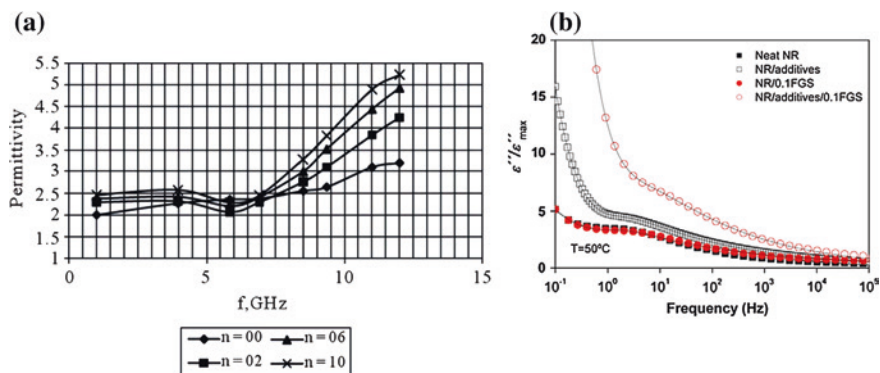 (a)
5.5
5
4.5
4
3.5
3
2.5
2
1.5
1
Permittivity
0 5 10 15
f,GHz
n = 00 n = 06
n = 02 n = 10
(b)
20
15
10
5
0
ε´´/ε´´max
Neat NR
NR/additives
NR/0.1FGS
NR/additives/0.1FGS
T=50ºC
10-1 100 101 102 103 104 105
Frequency (Hz)